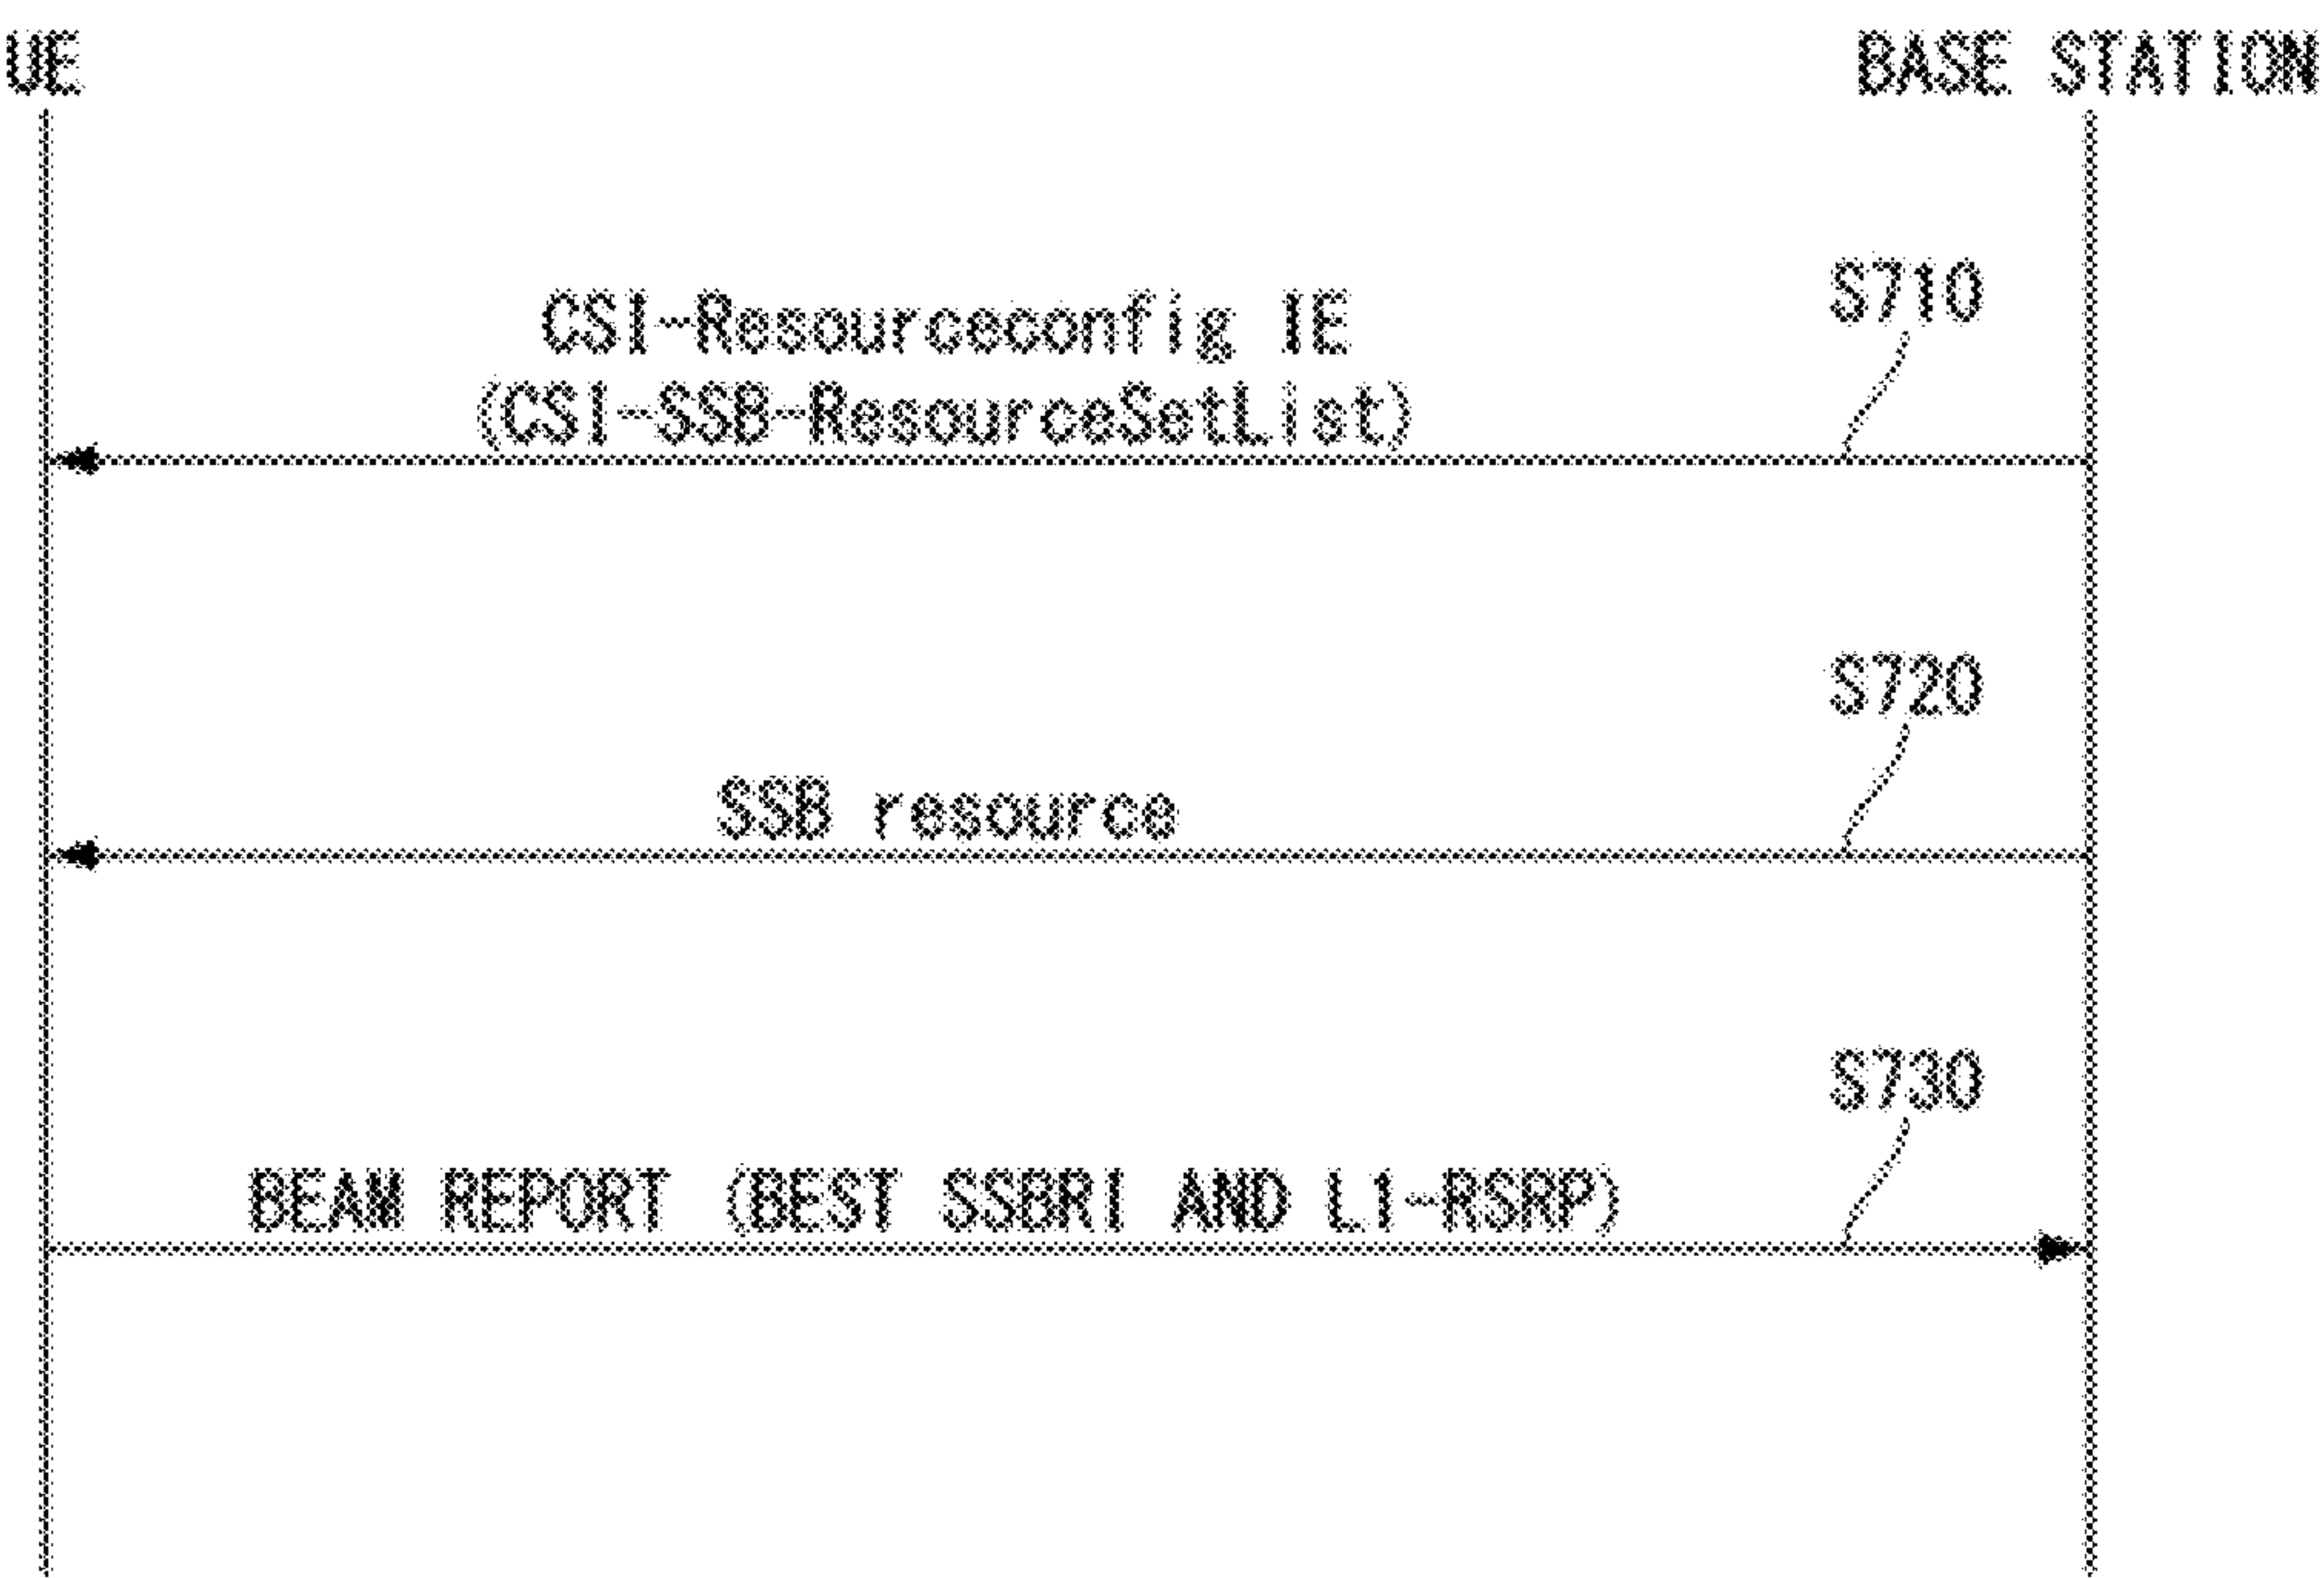 UE BASE STATION
S710
CSI-Resourceconfig IE
(CSI-SSB-ResourceSetList)
S720
SSB resource
S730
BEAM REPORT (BEST SSBRI AND L1-RSRP)